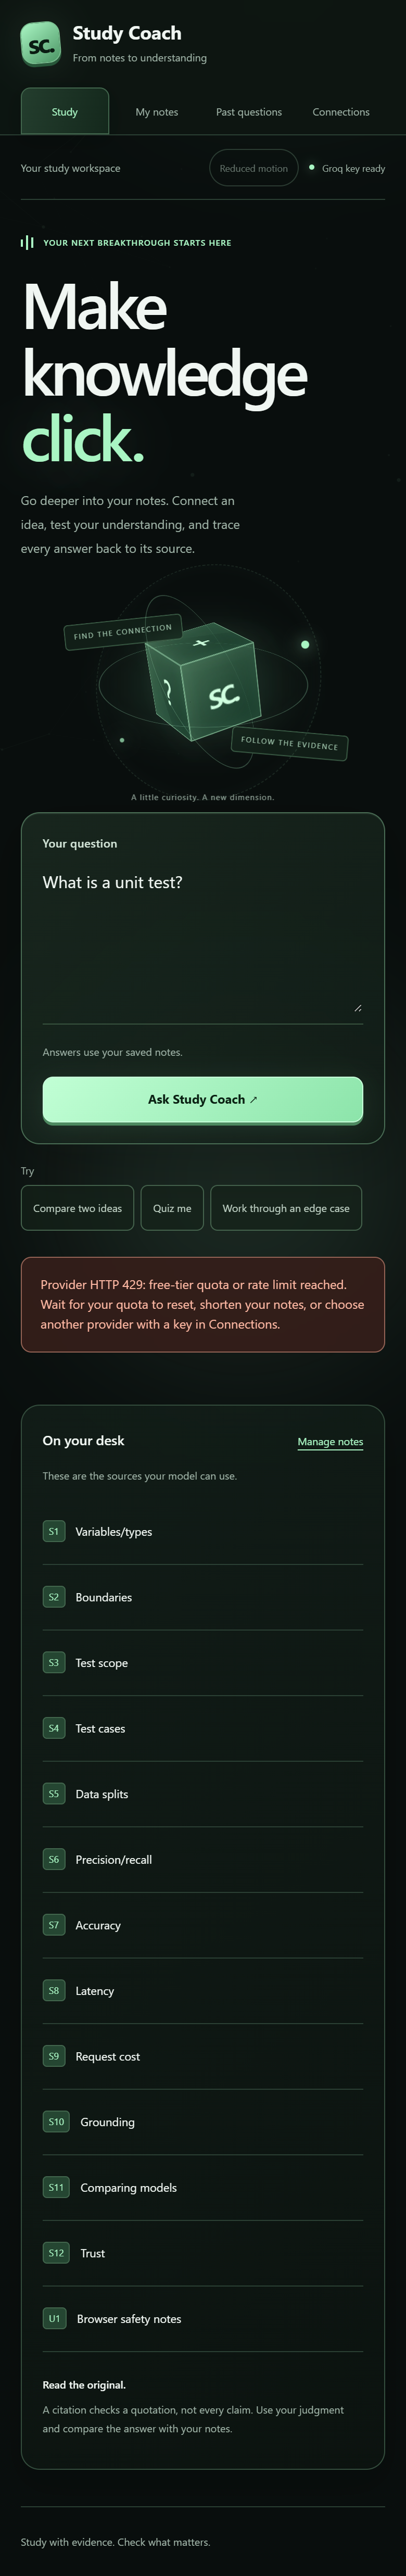 SC.
Study Coach
From notes to understanding
Study
My notes
Past questions
Connections
Your study workspace
Reduced motion
Groq key ready
YOUR NEXT BREAKTHROUGH STARTS HERE
Make
knowledge
click.
Go deeper into your notes. Connect an
idea, test your understanding, and trace
every answer back to its source.
FIND THE CONNECTION
?
SC.
FOLLOW THE EVIDENCE
A little curiosity. A new dimension.
Your question
What is a unit test?
Answers use your saved notes.
Ask Study Coach ↗
Try
Compare two ideas
Quiz me
Work through an edge case
Provider HTTP 429: free-tier quota or rate limit reached.
Wait for your quota to reset, shorten your notes, or choose
another provider with a key in Connections.
On your desk
Manage notes
These are the sources your model can use.
S1 Variables/types
S2 Boundaries
S3 Test scope
S4 Test cases
S5 Data splits
S6 Precision/recall
S7 Accuracy
S8 Latency
S9 Request cost
S10 Grounding
S11 Comparing models
S12 Trust
U1 Browser safety notes
Read the original.
A citation checks a quotation, not every claim. Use your judgment
and compare the answer with your notes.
Study with evidence. Check what matters.